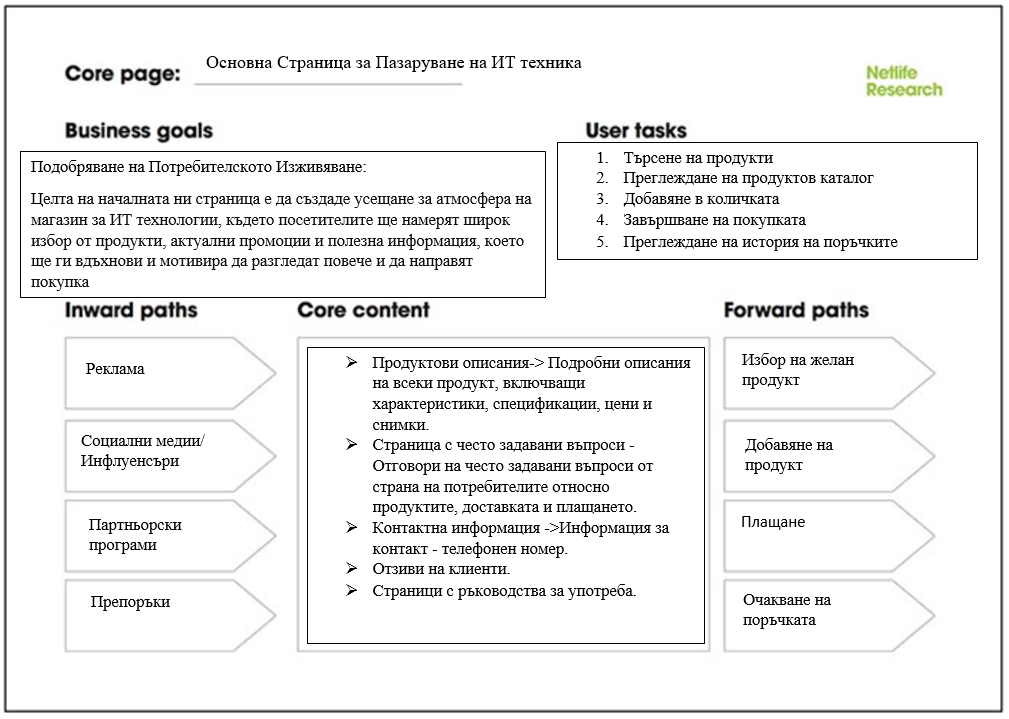 Core page: Основна Страница за Пазаруване на ИТ техника
Netlife
Research
Business goals
Подобряване на Потребителското Изживяване:
Целта на началната ни страница е да създаде усещане за атмосфера на
магазин за ИТ технологии, където посетителите ще намерят широк
избор от продукти, актуални промоции и полезна информация, което
ще ги вдъхнови и мотивира да разгледат повече и да направят
покупка
User tasks
1. Търсене на продукти
2. Преглеждане на продуктов каталог
3. Добавяне в количката
4. Завършване на покупката
5. Преглеждане на история на поръчките
Inward paths
Реклама
Социални медии/
Инфлуенсъри
Партньорски
програми
Препоръки
Core content
➢ Продуктови описания-> Подробни описания
на всеки продукт, включващи
характеристики, спецификации, цени и
снимки.
➢ Страница с често задавани въпроси -
Отговори на често задавани въпроси от
страна на потребителите относно
продуктите, доставката и плащането.
➢ Контактна информация ->Информация за
контакт - телефонен номер.
➢ Отзиви на клиенти.
➢ Страници с ръководства за употреба.
Forward paths
Избор на желан
продукт
Добавяне на
продукт
Плащане
Очакване на
поръчката